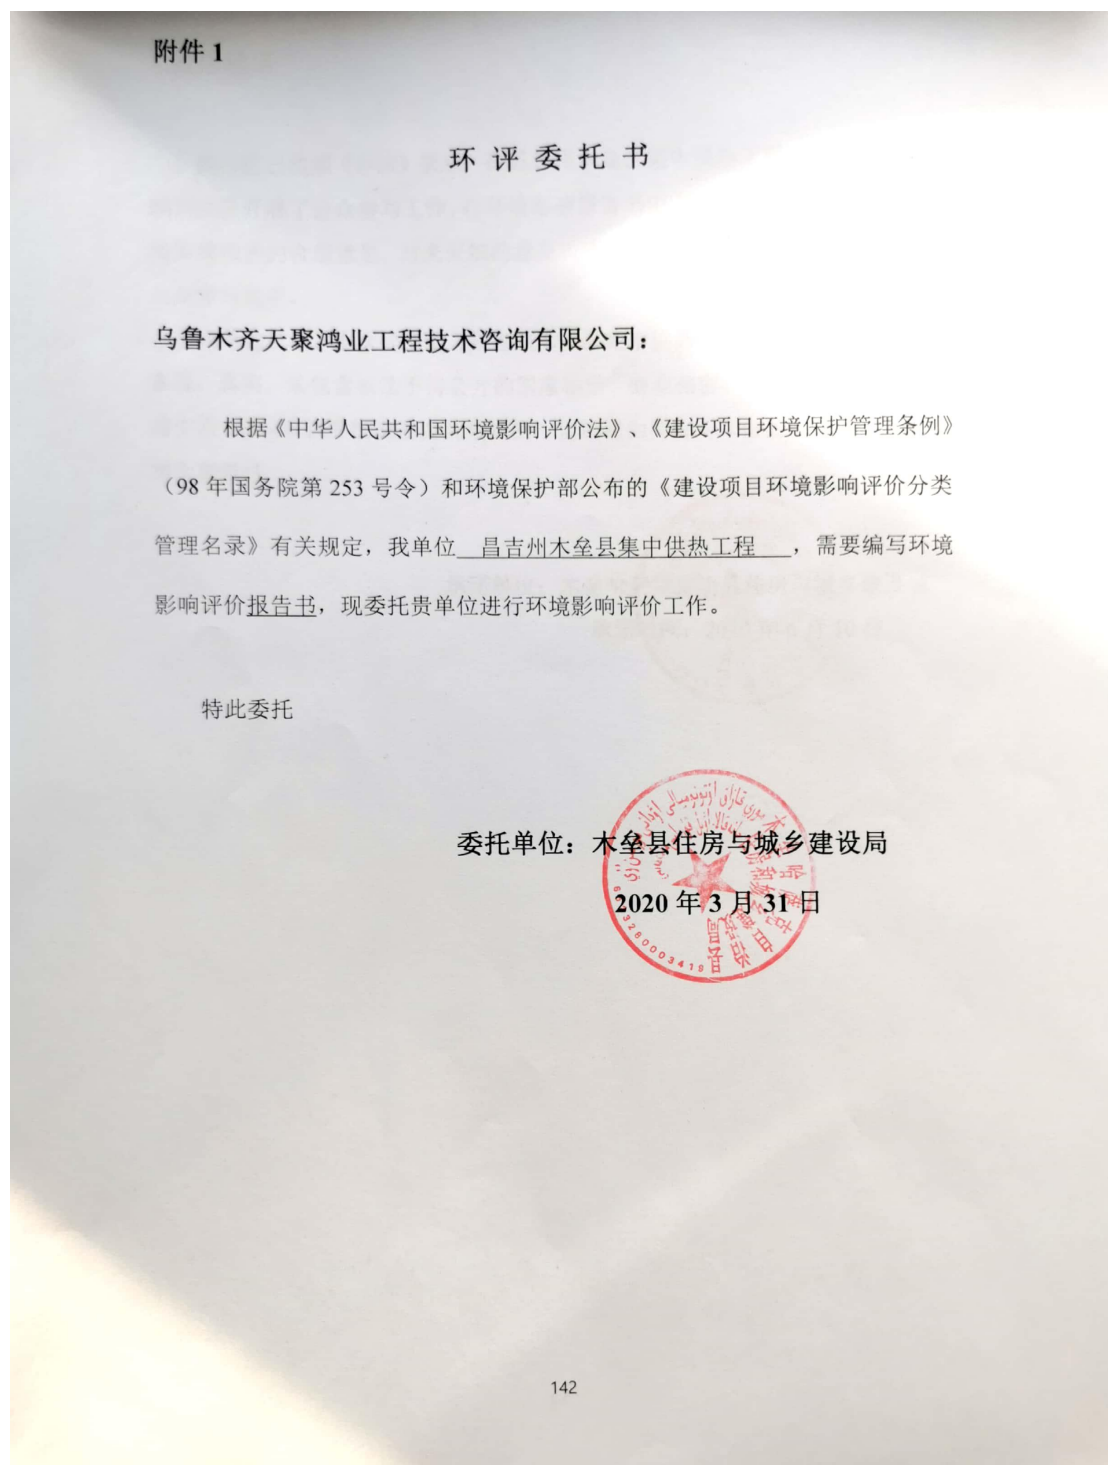 附件 1
环 评 委 托 书
乌鲁木齐天聚鸿业工程技术咨询有限公司：
根据《中华人民共和国环境影响评价法》、《建设项目环境保护管理条例》
（98 年国务院第 253 号令）和环境保护部公布的《建设项目环境影响评价分类
管理名录》有关规定，我单位 昌吉州木垒县集中供热工程 ，需要编写环境
影响评价报告书，现委托贵单位进行环境影响评价工作。
特此委托
委托单位：木垒县住房与城乡建设局
2020 年 3 月 31 日
142